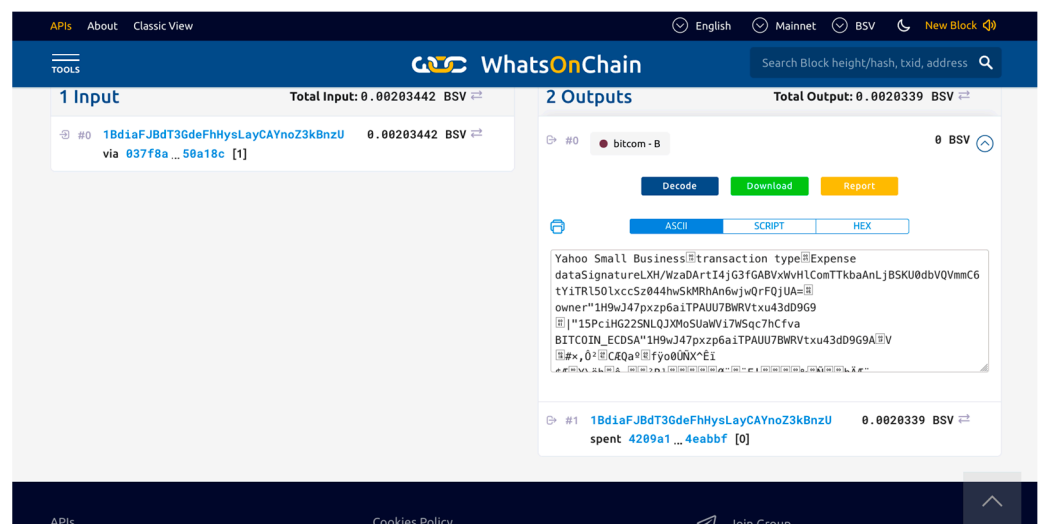 APIs About Classic View English Mainnet BSV New Block
TOOLS WhatsOnChain Search Block height/hash, txid, address
1 Input Total Input: 0.00203442 BSV
#0 1BdiaFJBdT3GdeFhHysLayCAYnoZ3kBnzU 0.00203442 BSV
via 037f8a...50a18c [1]
2 Outputs Total Output: 0.0020339 BSV
#0 bitcom - B 0 BSV
Decode Download Report
ASCII SCRIPT HEX
Yahoo Small Business transaction type Expense
dataSignatureLXH/WzaDArtI4jG3fGABVxWvHlComTTkbaAnLjBSKU0dbVQVmmC6
tYiTRl5OlxccSz044hwSkMRhAn6wjwQrFQjUA=
owner"1H9wJ47pxzp6aiTPAUU7BWRVtxu43dD9G9
|"15PciHG22SNLQJXMoSUaWVi7WSqc7hCfva
BITCOIN_ECDSA"1H9wJ47pxzp6aiTPAUU7BWRVtxu43dD9G9A V
#×,Ô² CÆQaº fÿo0ÛÑX^Êï
#1 1BdiaFJBdT3GdeFhHysLayCAYnoZ3kBnzU 0.0020339 BSV
spent 4209a1...4eabbf [0]
APIs Cookies Policy Join Group